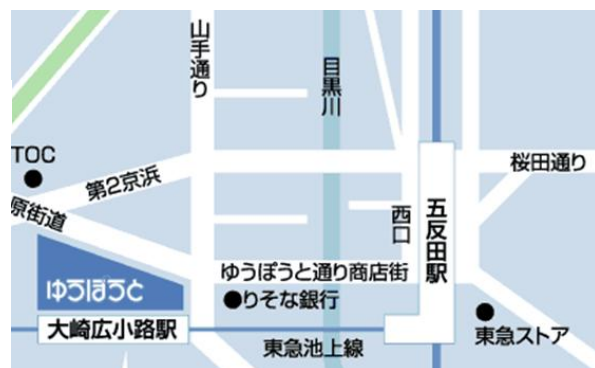 山手通り
目黒川
TOC
第2京浜
桜田通り
原街道
西口
五反田駅
ゆうぽうと通り商店街
ゆうぽうと
りそな銀行
大崎広小路駅
東急池上線
東急ストア